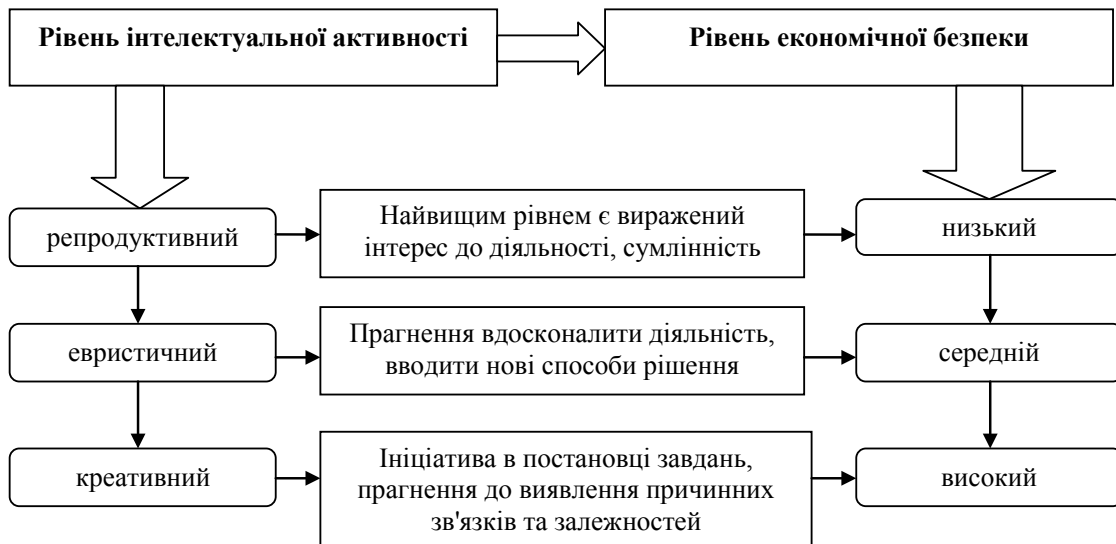 Рівень інтелектуальної активності
Рівень економічної безпеки
репродуктивний
Найвищим рівнем є виражений
інтерес до діяльності, сумлінність
низький
евристичний
Прагнення вдосконалити діяльність,
вводити нові способи рішення
середній
креативний
Ініціатива в постановці завдань,
прагнення до виявлення причинних
зв'язків та залежностей
високий